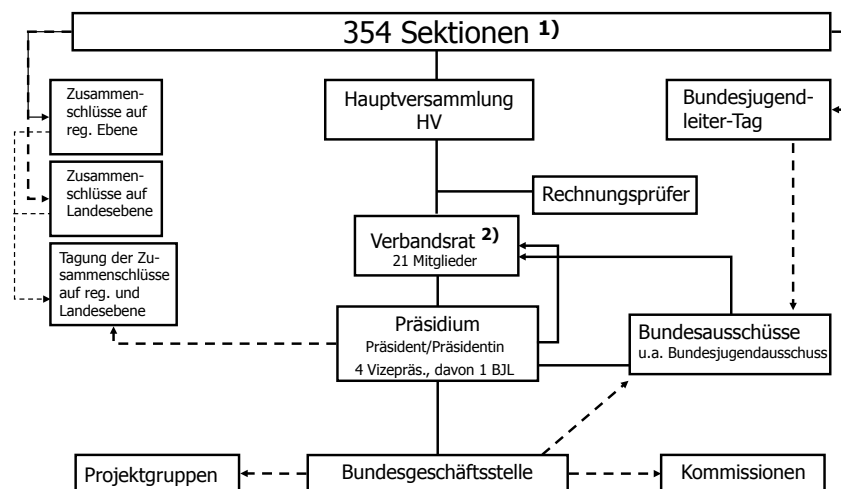 354 Sektionen 1)
Zusammen-
schlüsse auf
reg. Ebene
Hauptversammlung
HV
Bundesjugend-
leiter-Tag
Zusammen-
schlüsse auf
Landesebene
Rechnungsprüfer
Verbandsrat 2)
21 Mitglieder
Tagung der Zu-
sammenschlüsse
auf reg. und
Landesebene
Präsidium
Präsident/Präsidentin
4 Vizepräs., davon 1 BJL
Bundesausschüsse
u.a. Bundesjugendausschuss
Projektgruppen
Bundesgeschäftsstelle
Kommissionen